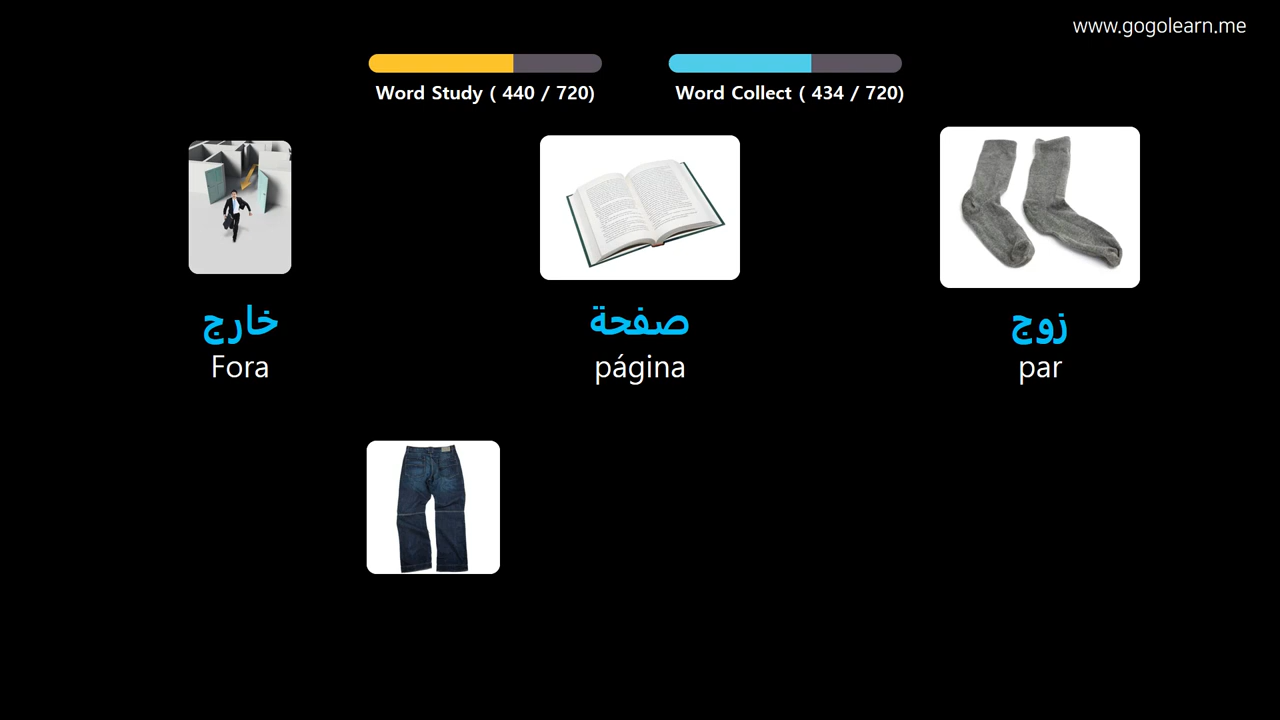 www.gogolearn.me
Word Study ( 440 / 720)
Word Collect ( 434 / 720)
خارج
Fora
صفحة
página
زوج
par